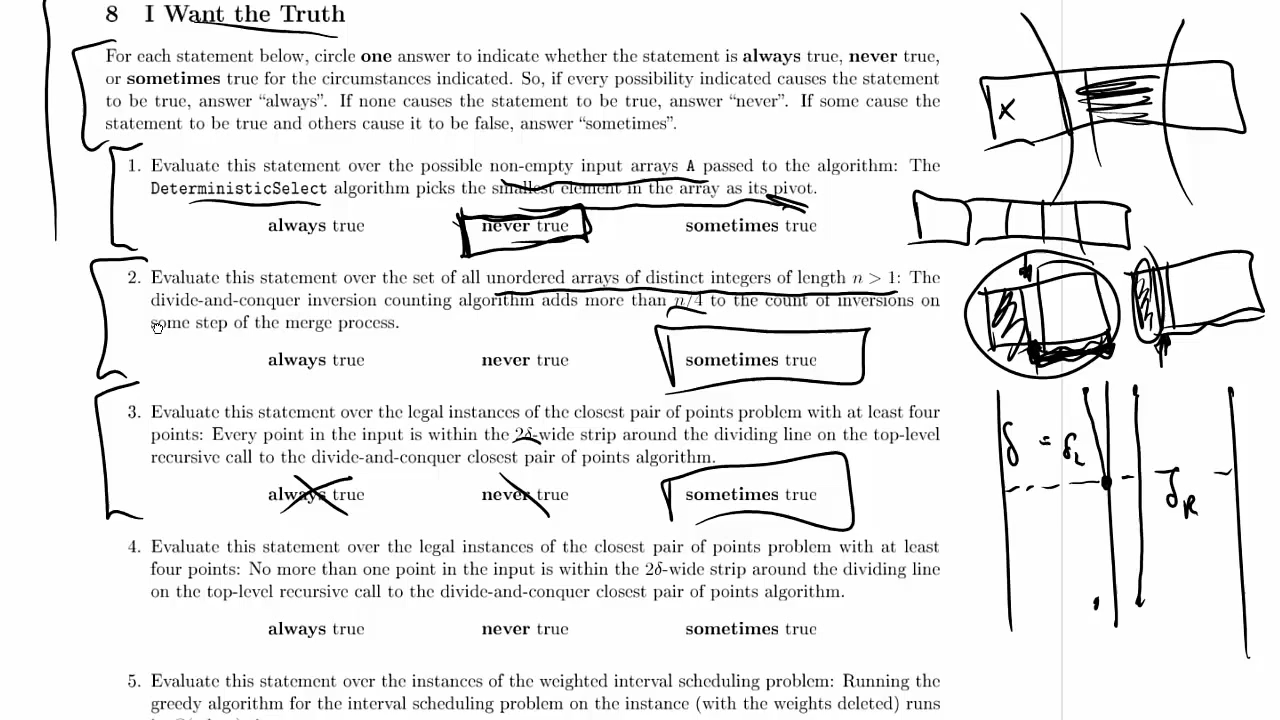 8 I Want the Truth
For each statement below, circle one answer to indicate whether the statement is always true, never true,
or sometimes true for the circumstances indicated. So, if every possibility indicated causes the statement
to be true, answer “always”. If none causes the statement to be true, answer “never”. If some cause the
statement to be true and others cause it to be false, answer “sometimes”.
X
1. Evaluate this statement over the possible non-empty input arrays A passed to the algorithm: The
DeterministicSelect algorithm picks the smallest element in the array as its pivot.
always true never true sometimes true
2. Evaluate this statement over the set of all unordered arrays of distinct integers of length n > 1: The
divide-and-conquer inversion counting algorithm adds more than n/4 to the count of inversions on
some step of the merge process.
always true never true sometimes true
3. Evaluate this statement over the legal instances of the closest pair of points problem with at least four
points: Every point in the input is within the 2δ-wide strip around the dividing line on the top-level
recursive call to the divide-and-conquer closest pair of points algorithm.
always true never true sometimes true
δ = δL
δR
4. Evaluate this statement over the legal instances of the closest pair of points problem with at least
four points: No more than one point in the input is within the 2δ-wide strip around the dividing line
on the top-level recursive call to the divide-and-conquer closest pair of points algorithm.
always true never true sometimes true
5. Evaluate this statement over the instances of the weighted interval scheduling problem: Running the
greedy algorithm for the interval scheduling problem on the instance (with the weights deleted) runs